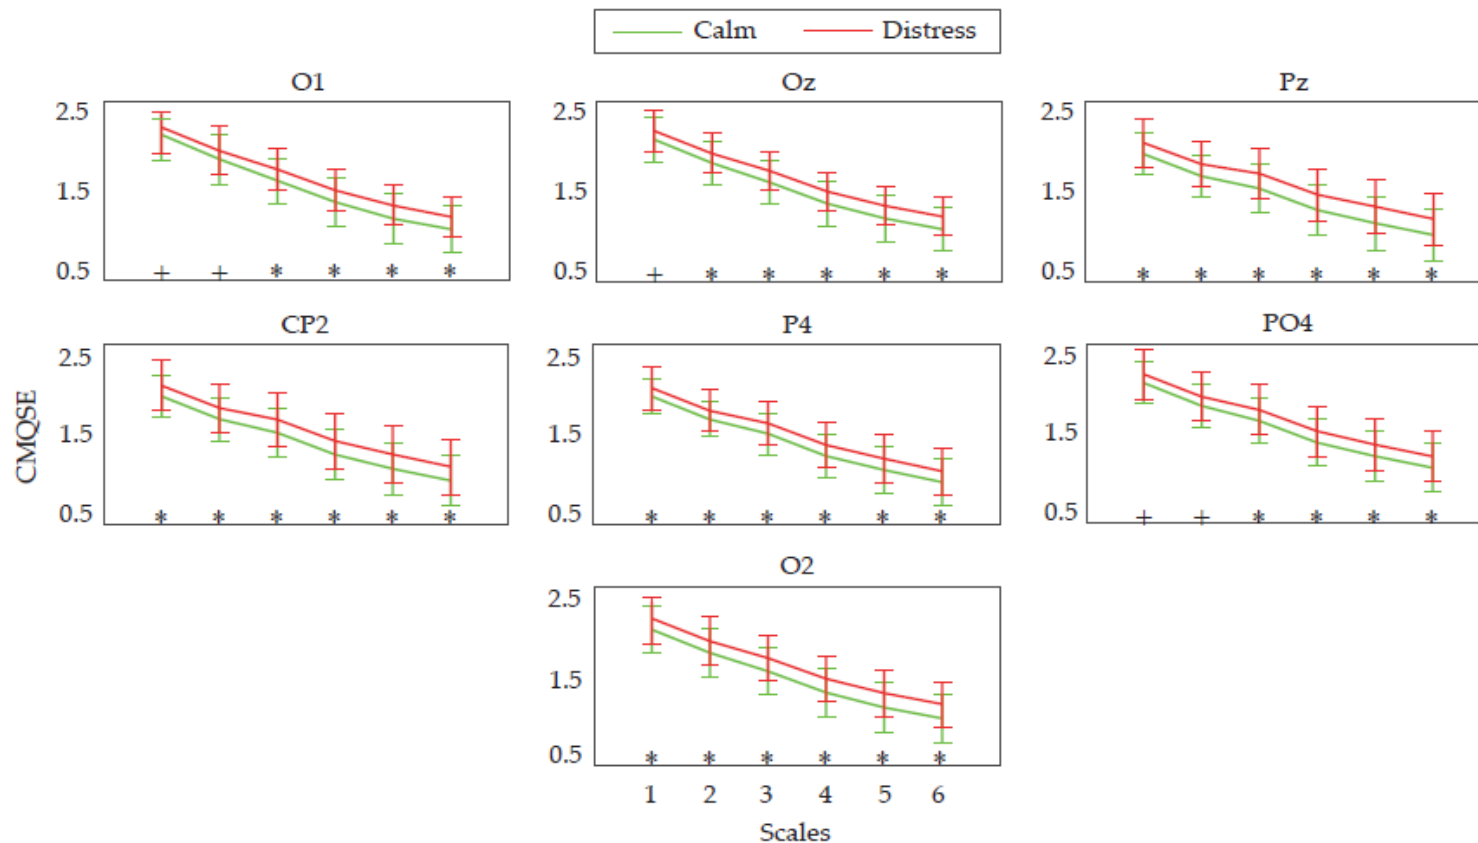 Calm Distress
O1 Oz Pz
2.5 2.5 2.5
1.5 1.5 1.5
0.5 0.5 0.5
+ + * * * * + * * * * * * * * * * *
CP2 P4 PO4
2.5 2.5 2.5
1.5 1.5 1.5
0.5 0.5 0.5
* * * * * * * * * * * * + + * * * *
CMQSE
O2
2.5
1.5
0.5
* * * * * *
1 2 3 4 5 6
Scales